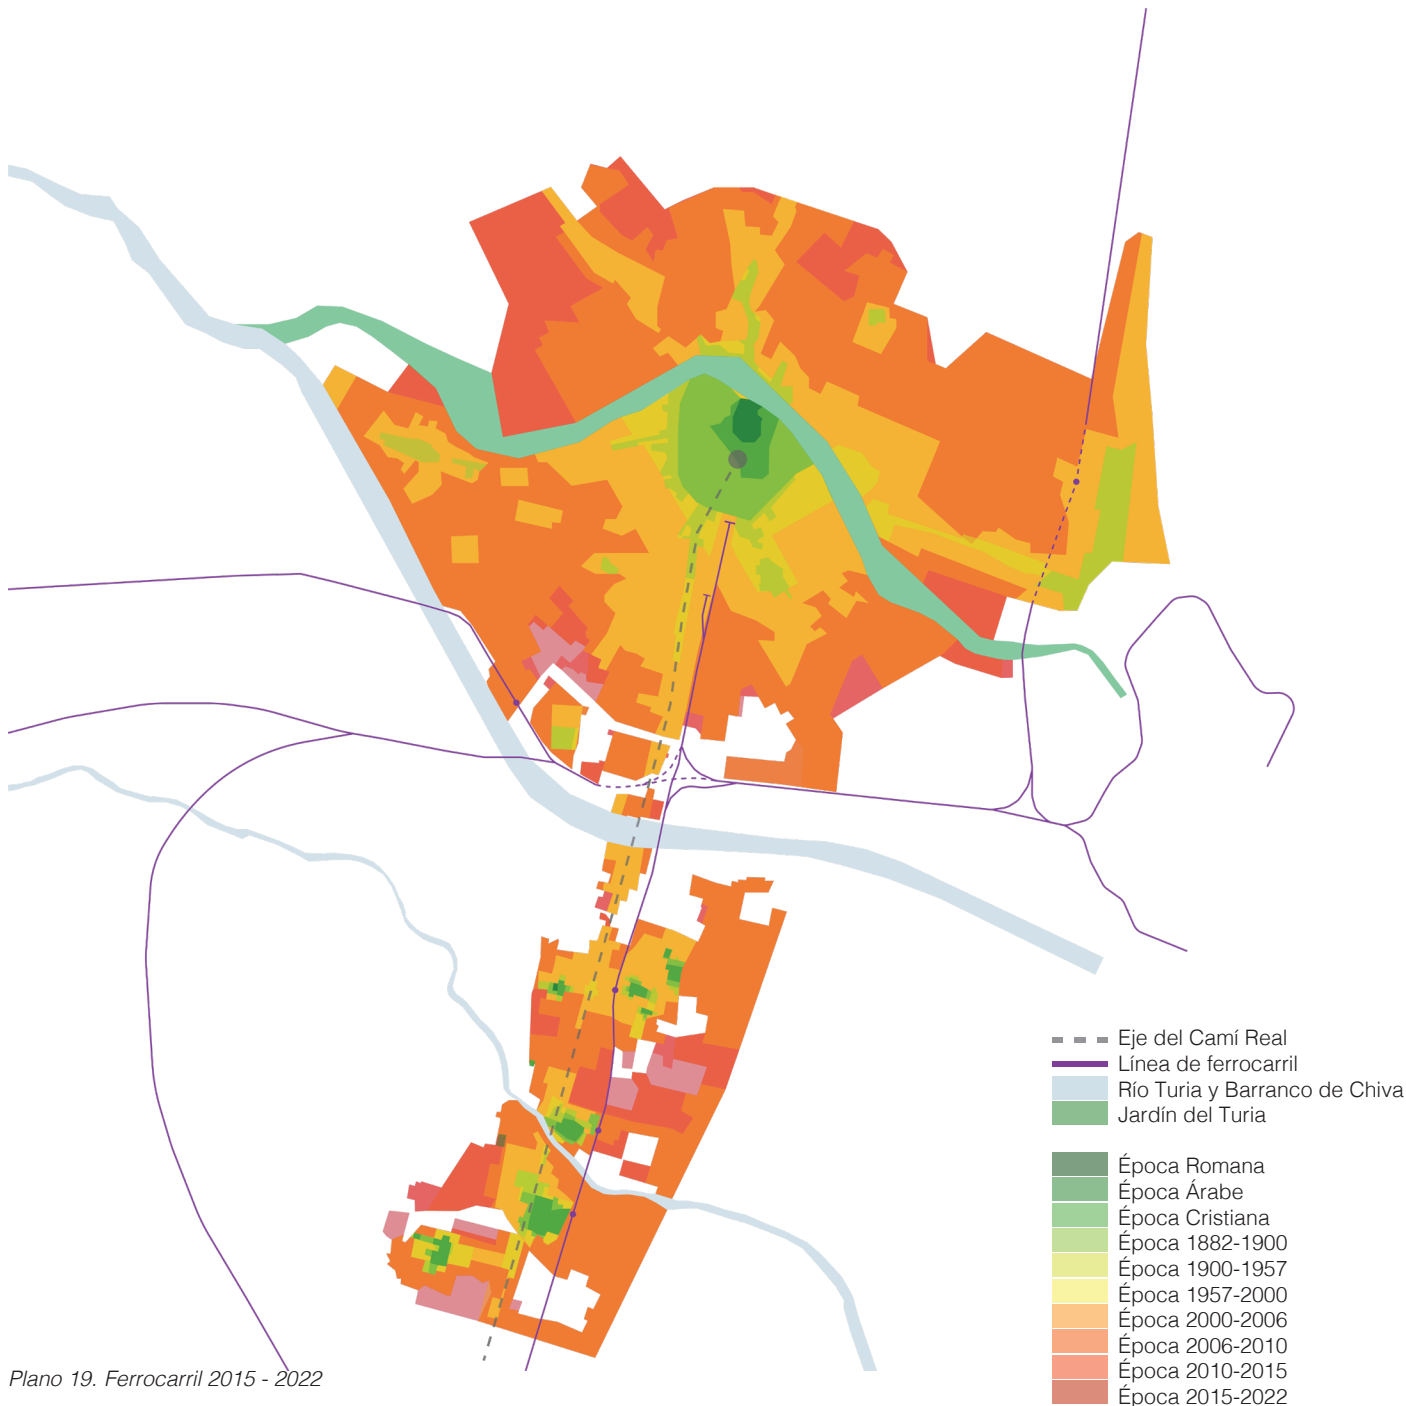 Eje del Camí Real
Línea de ferrocarril
Río Turia y Barranco de Chiva
Jardín del Turia
Época Romana
Época Árabe
Época Cristiana
Época 1882-1900
Época 1900-1957
Época 1957-2000
Época 2000-2006
Época 2006-2010
Época 2010-2015
Época 2015-2022
Plano 19. Ferrocarril 2015 - 2022